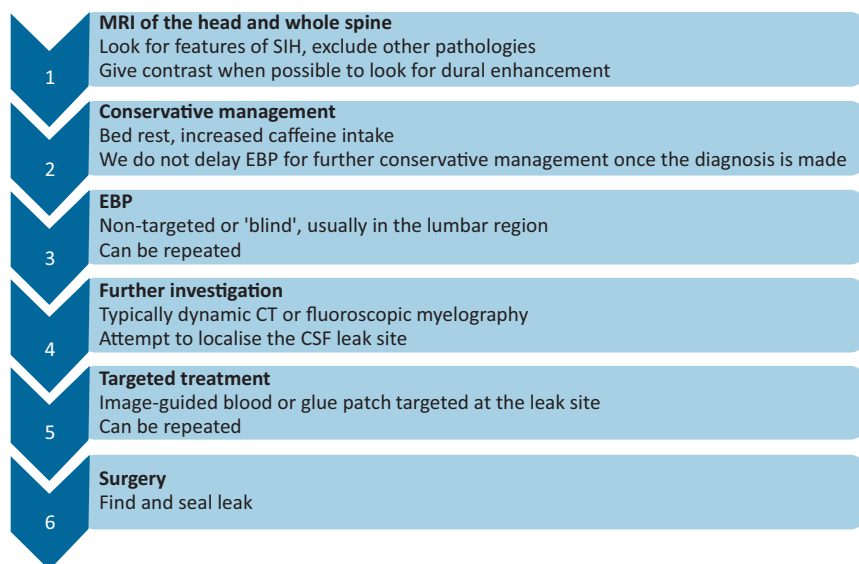 MRI of the head and whole spine
Look for features of SIH, exclude other pathologies
Give contrast when possible to look for dural enhancement
1
Conservative management
Bed rest, increased caffeine intake
We do not delay EBP for further conservative management once the diagnosis is made
2
EBP
Non-targeted or 'blind', usually in the lumbar region
Can be repeated
3
Further investigation
Typically dynamic CT or fluoroscopic myelography
Attempt to localise the CSF leak site
4
Targeted treatment
Image-guided blood or glue patch targeted at the leak site
Can be repeated
5
Surgery
Find and seal leak
6